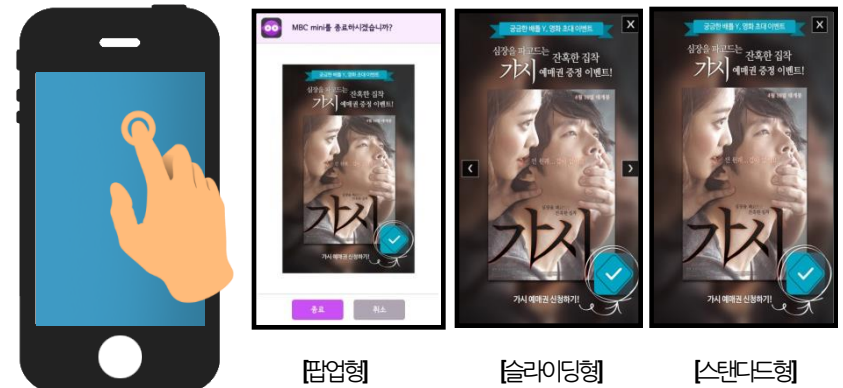 MBC mini를 종료하시겠습니까?
궁금한 배틀 Y, 영화 초대 이벤트
심장을 파고드는 잔혹한 집착
가시 예매권 증정 이벤트!
가시
가시 예매권 신청하기!
종료
취소
[팝업형]
X
궁금한 배틀 Y, 영화 초대 이벤트
심장을 파고드는 잔혹한 집착
가시 예매권 증정 이벤트!
가시
가시 예매권 신청하기!
[슬라이딩형]
X
궁금한 배틀 Y, 영화 초대 이벤트
심장을 파고드는 잔혹한 집착
가시 예매권 증정 이벤트!
가시
가시 예매권 신청하기!
[스탠다드형]